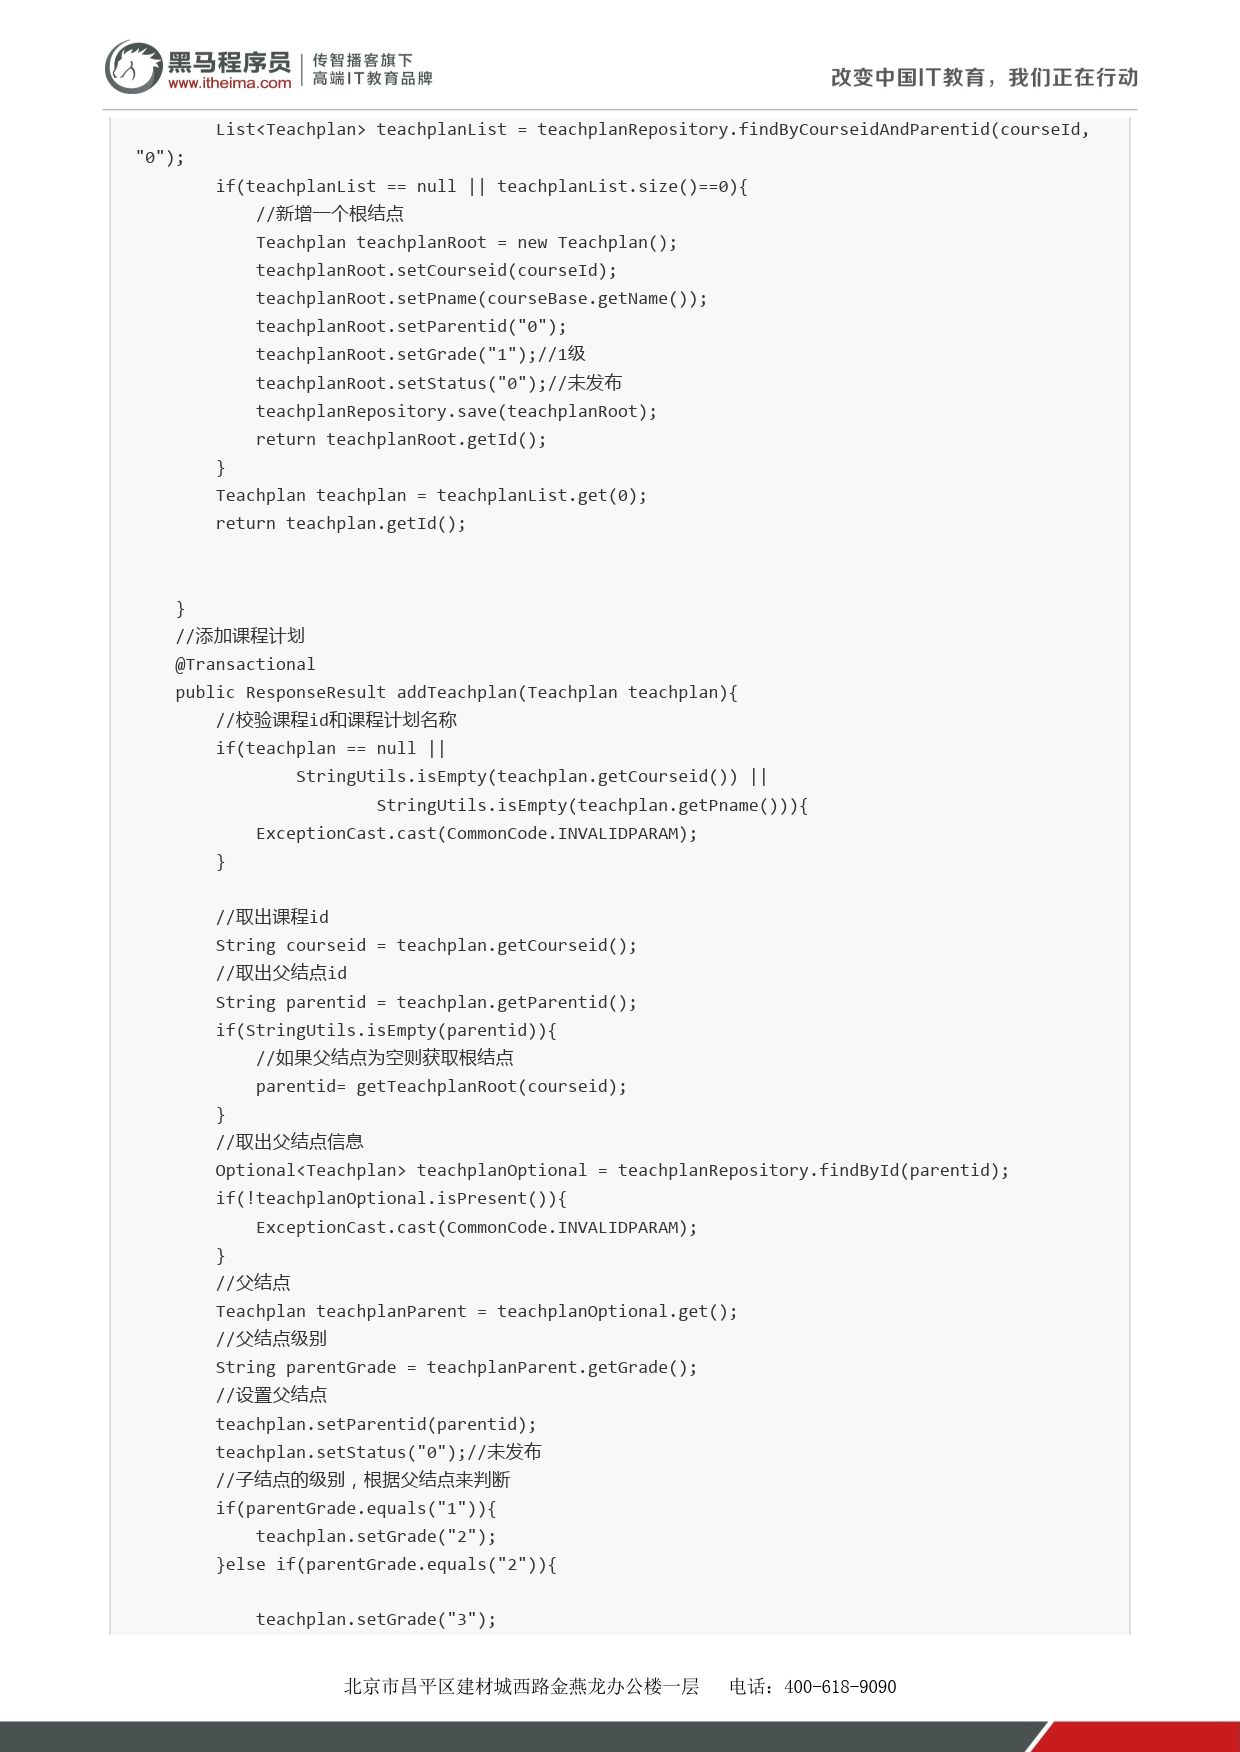 黑马程序员
www.itheima.com
传智播客旗下
高端IT教育品牌
改变中国IT教育，我们正在行动
        List<Teachplan> teachplanList = teachplanRepository.findByCourseidAndParentid(courseId,
"0");
        if(teachplanList == null || teachplanList.size()==0){
            //新增一个根结点
            Teachplan teachplanRoot = new Teachplan();
            teachplanRoot.setCourseid(courseId);
            teachplanRoot.setPname(courseBase.getName());
            teachplanRoot.setParentid("0");
            teachplanRoot.setGrade("1");//1级
            teachplanRoot.setStatus("0");//未发布
            teachplanRepository.save(teachplanRoot);
            return teachplanRoot.getId();
        }
        Teachplan teachplan = teachplanList.get(0);
        return teachplan.getId();
    }
    //添加课程计划
    @Transactional
    public ResponseResult addTeachplan(Teachplan teachplan){
        //校验课程id和课程计划名称
        if(teachplan == null ||
                StringUtils.isEmpty(teachplan.getCourseid()) ||
                        StringUtils.isEmpty(teachplan.getPname())){
            ExceptionCast.cast(CommonCode.INVALIDPARAM);
        }
        //取出课程id
        String courseid = teachplan.getCourseid();
        //取出父结点id
        String parentid = teachplan.getParentid();
        if(StringUtils.isEmpty(parentid)){
            //如果父结点为空则获取根结点
            parentid= getTeachplanRoot(courseid);
        }
        //取出父结点信息
        Optional<Teachplan> teachplanOptional = teachplanRepository.findById(parentid);
        if(!teachplanOptional.isPresent()){
            ExceptionCast.cast(CommonCode.INVALIDPARAM);
        }
        //父结点
        Teachplan teachplanParent = teachplanOptional.get();
        //父结点级别
        String parentGrade = teachplanParent.getGrade();
        //设置父结点
        teachplan.setParentid(parentid);
        teachplan.setStatus("0");//未发布
        //子结点的级别，根据父结点来判断
        if(parentGrade.equals("1")){
            teachplan.setGrade("2");
        }else if(parentGrade.equals("2")){
            teachplan.setGrade("3");
北京市昌平区建材城西路金燕龙办公楼一层 电话：400-618-9090